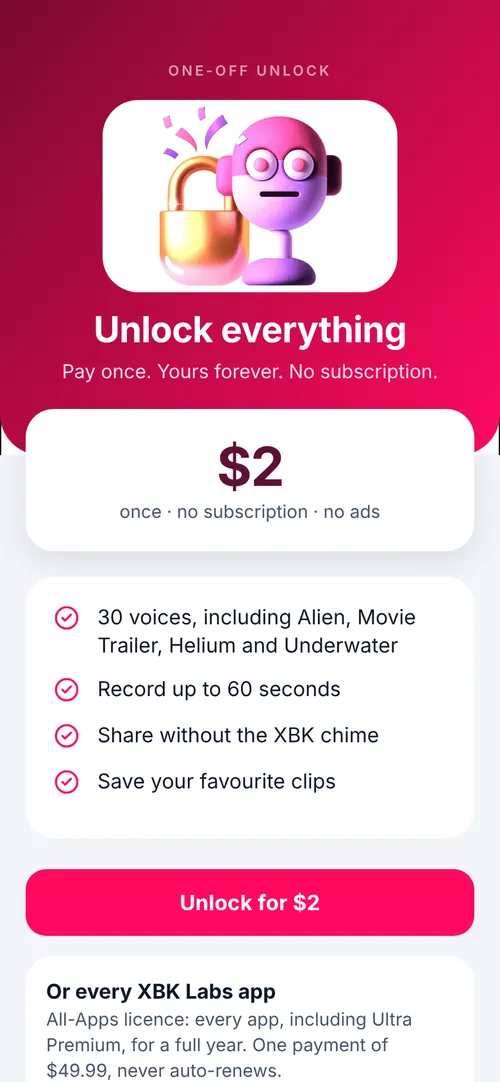 ONE-OFF UNLOCK
Unlock everything
Pay once. Yours forever. No subscription.
$2
once · no subscription · no ads
30 voices, including Alien, Movie
Trailer, Helium and Underwater
Record up to 60 seconds
Share without the XBK chime
Save your favourite clips
Unlock for $2
Or every XBK Labs app
All-Apps licence: every app, including Ultra
Premium, for a full year. One payment of
$49.99, never auto-renews.